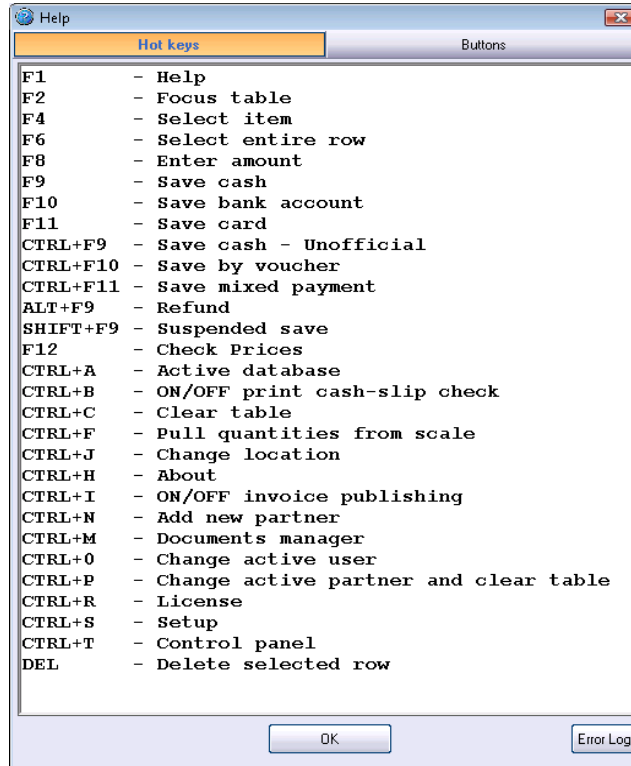 Help
Hot keys Buttons
F1 - Help
F2 - Focus table
F4 - Select item
F6 - Select entire row
F8 - Enter amount
F9 - Save cash
F10 - Save bank account
F11 - Save card
CTRL+F9 - Save cash - Unofficial
CTRL+F10 - Save by voucher
CTRL+F11 - Save mixed payment
ALT+F9 - Refund
SHIFT+F9 - Suspended save
F12 - Check Prices
CTRL+A - Active database
CTRL+B - ON/OFF print cash-slip check
CTRL+C - Clear table
CTRL+F - Pull quantities from scale
CTRL+J - Change location
CTRL+H - About
CTRL+I - ON/OFF invoice publishing
CTRL+N - Add new partner
CTRL+M - Documents manager
CTRL+0 - Change active user
CTRL+P - Change active partner and clear table
CTRL+R - License
CTRL+S - Setup
CTRL+T - Control panel
DEL - Delete selected row
OK Error Log